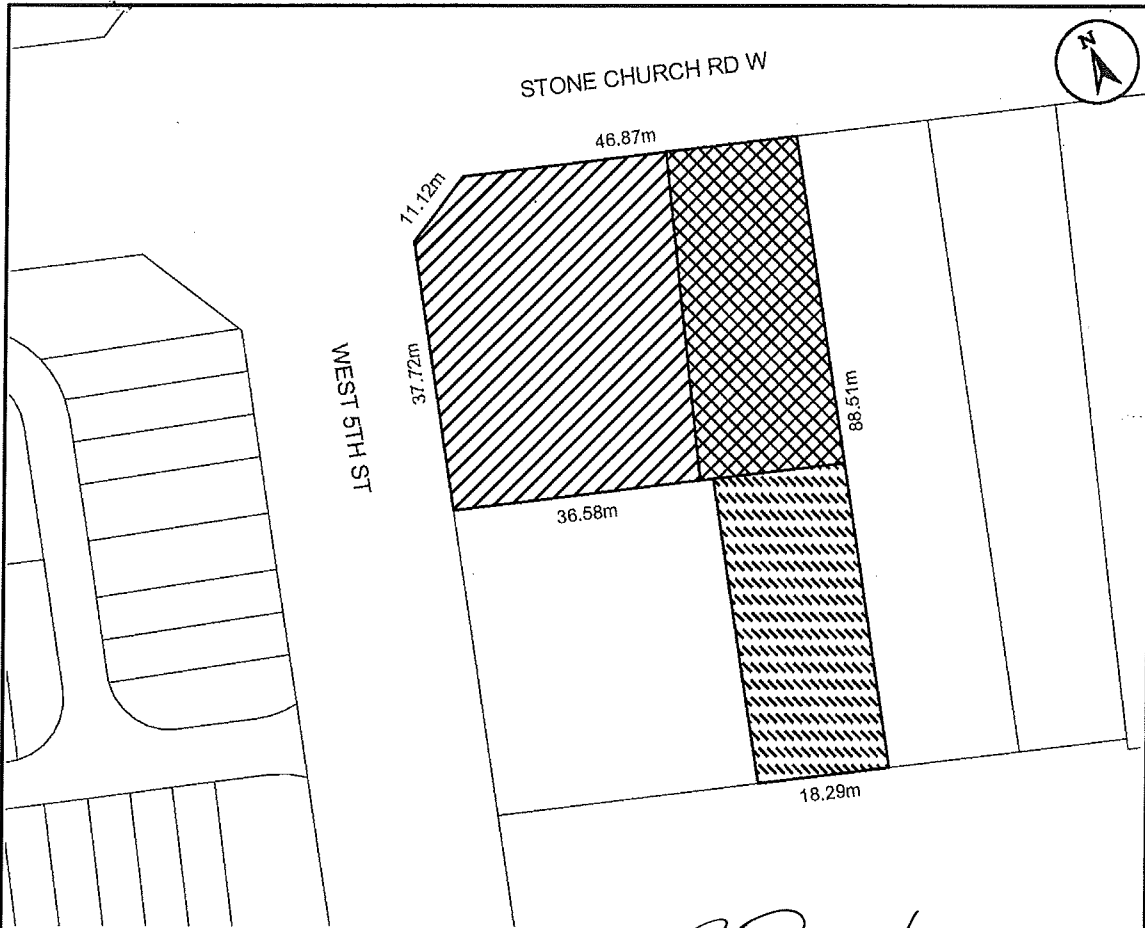 N
STONE CHURCH RD W
46.87m
11.12m
37.72m
WEST 5TH ST
88.51m
36.58m
18.29m